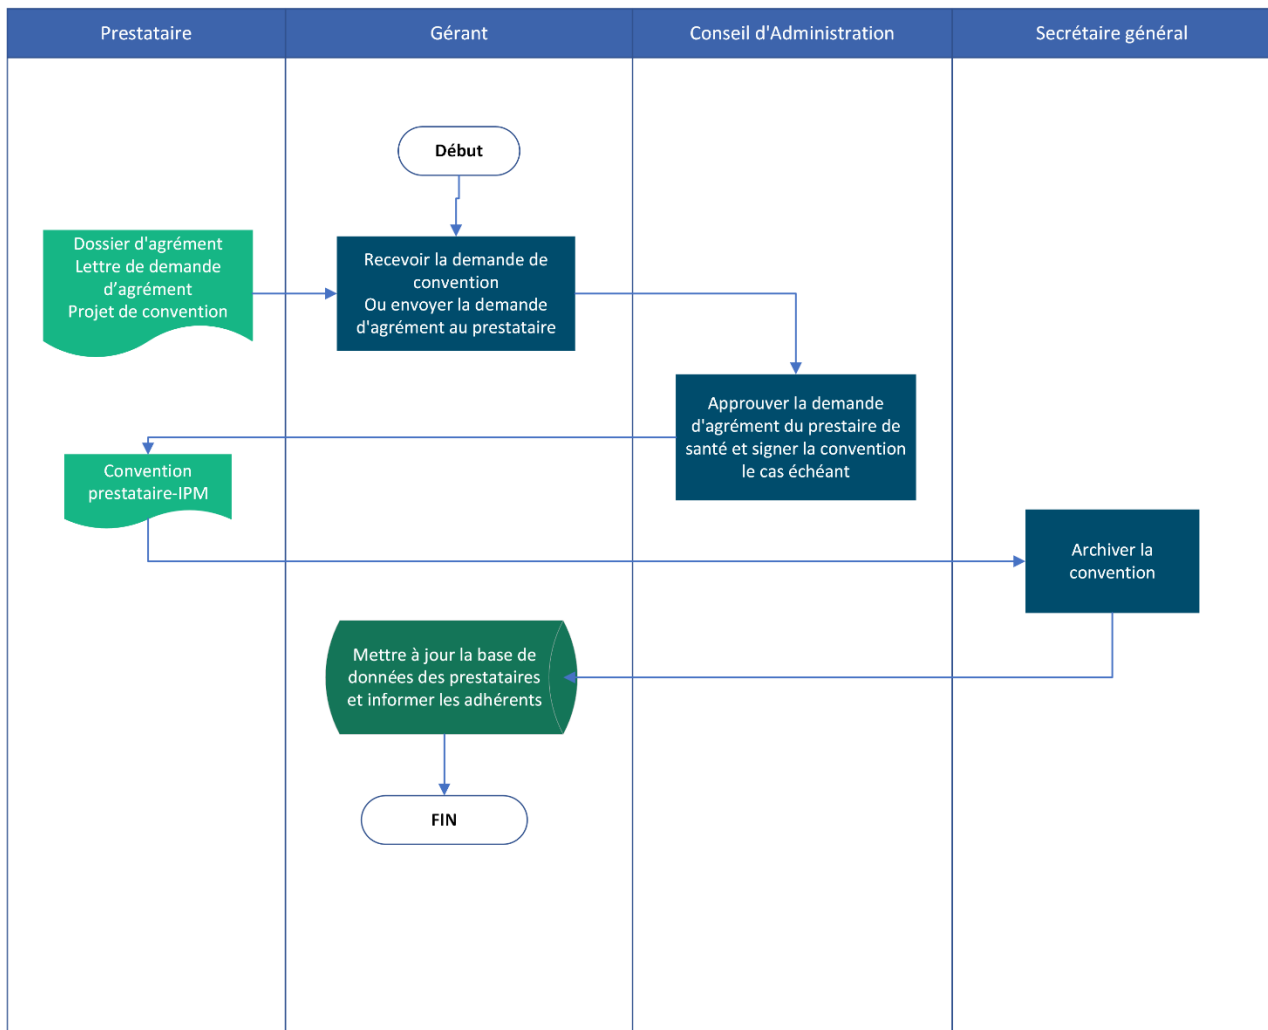 Prestataire
Gérant
Conseil d'Administration
Secrétaire général
Début
Dossier d'agrément
Lettre de demande
d’agrément
Projet de convention
Recevoir la demande de
convention
Ou envoyer la demande
d'agrément au prestataire
Approuver la demande
d'agrément du prestaire de
santé et signer la convention
le cas échéant
Convention
prestataire-IPM
Archiver la
convention
Mettre à jour la base de
données des prestataires
et informer les adhérents
FIN